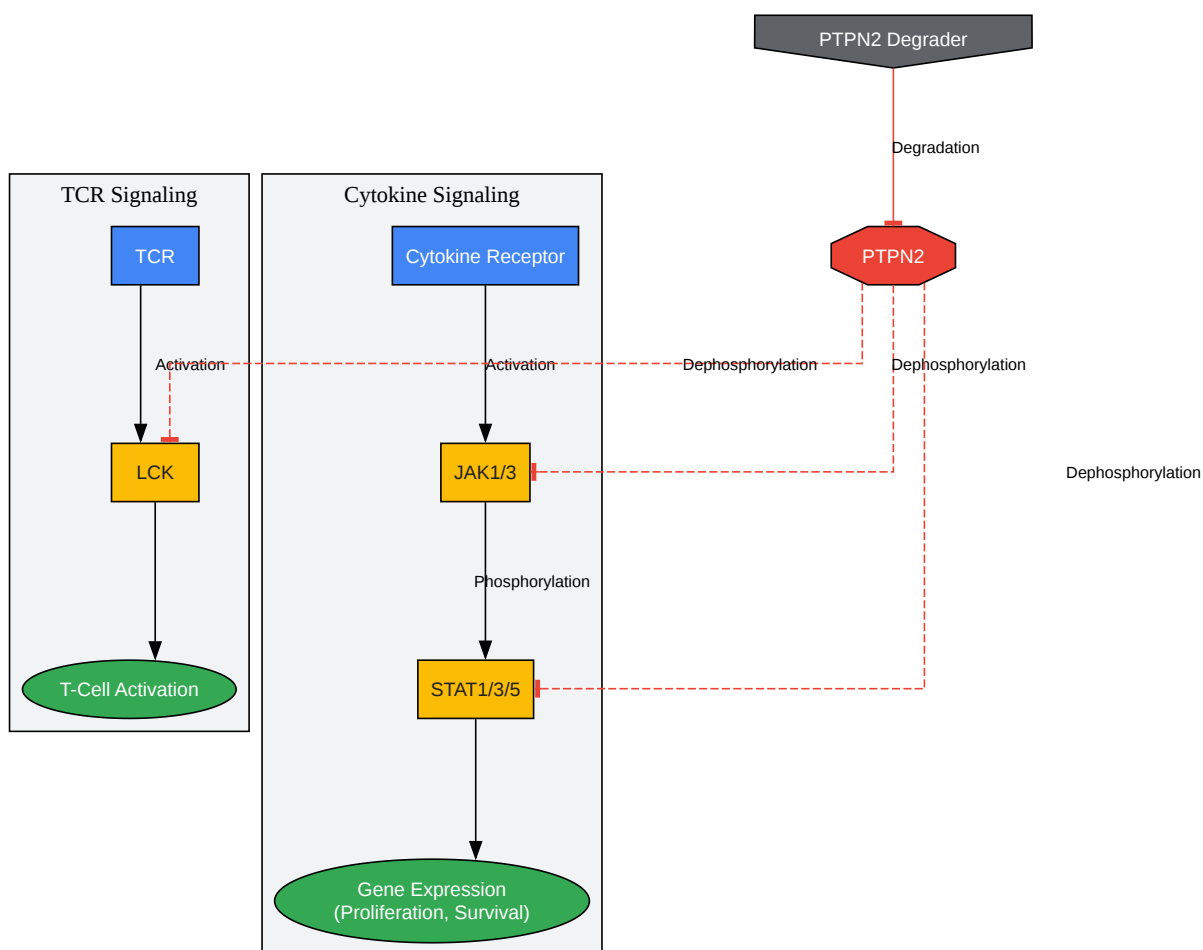 PTPN2 Degrader
Degradation
TCR Signaling
Cytokine Signaling
TCR
Cytokine Receptor
PTPN2
Activation
Activation
Dephosphorylation
Dephosphorylation
LCK
JAK1/3
Dephosphorylation
Phosphorylation
T-Cell Activation
STAT1/3/5
Gene Expression
(Proliferation, Survival)